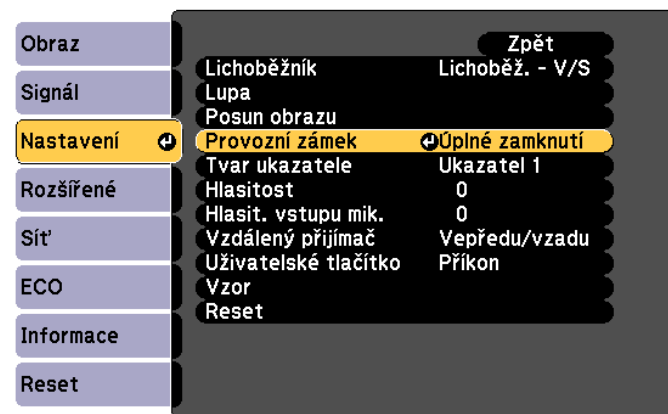 Obraz
Signál
Nastavení
Rozšířené
Síť
ECO
Informace
Reset
Zpět
Lichoběžník Lichoběž. - V/S
Lupa
Posun obrazu
Provozní zámek Úplné zamknutí
Tvar ukazatele Ukazatel 1
Hlasitost 0
Hlasit. vstupu mik. 0
Vzdálený přijímač Vepředu/vzadu
Uživatelské tlačítko Příkon
Vzor
Reset